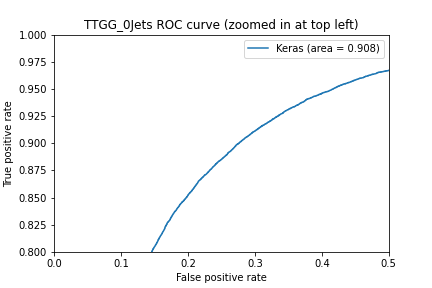 TTGG_0Jets ROC curve (zoomed in at top left)
Keras (area = 0.908)
True positive rate
1.000
0.975
0.950
0.925
0.900
0.875
0.850
0.825
0.800
0.0 0.1 0.2 0.3 0.4 0.5
False positive rate